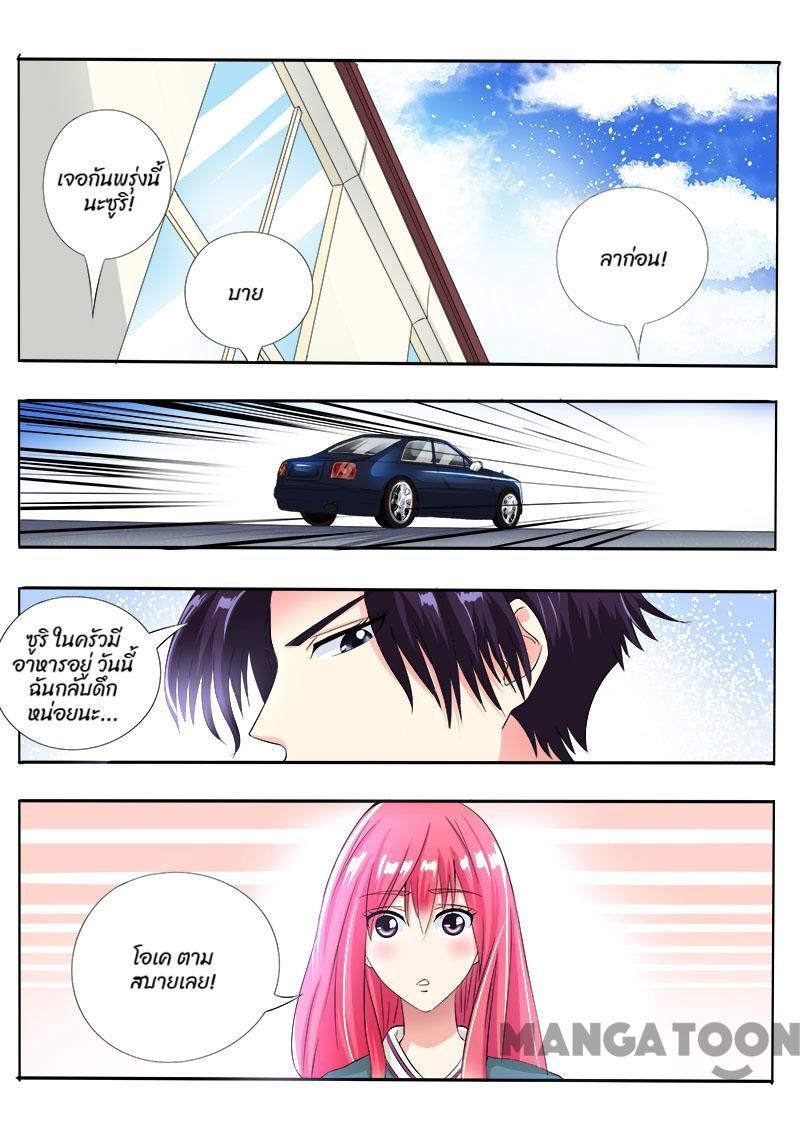 เจอกันพรุ่งนี้
นะซูริ!
บาย
ลาก่อน!
ซูริ ในครัวมี
อาหารอยู่ วันนี้
ฉันกลับดึก
หน่อยนะ...
โอเค ตาม
สบายเลย!
MANGATOON